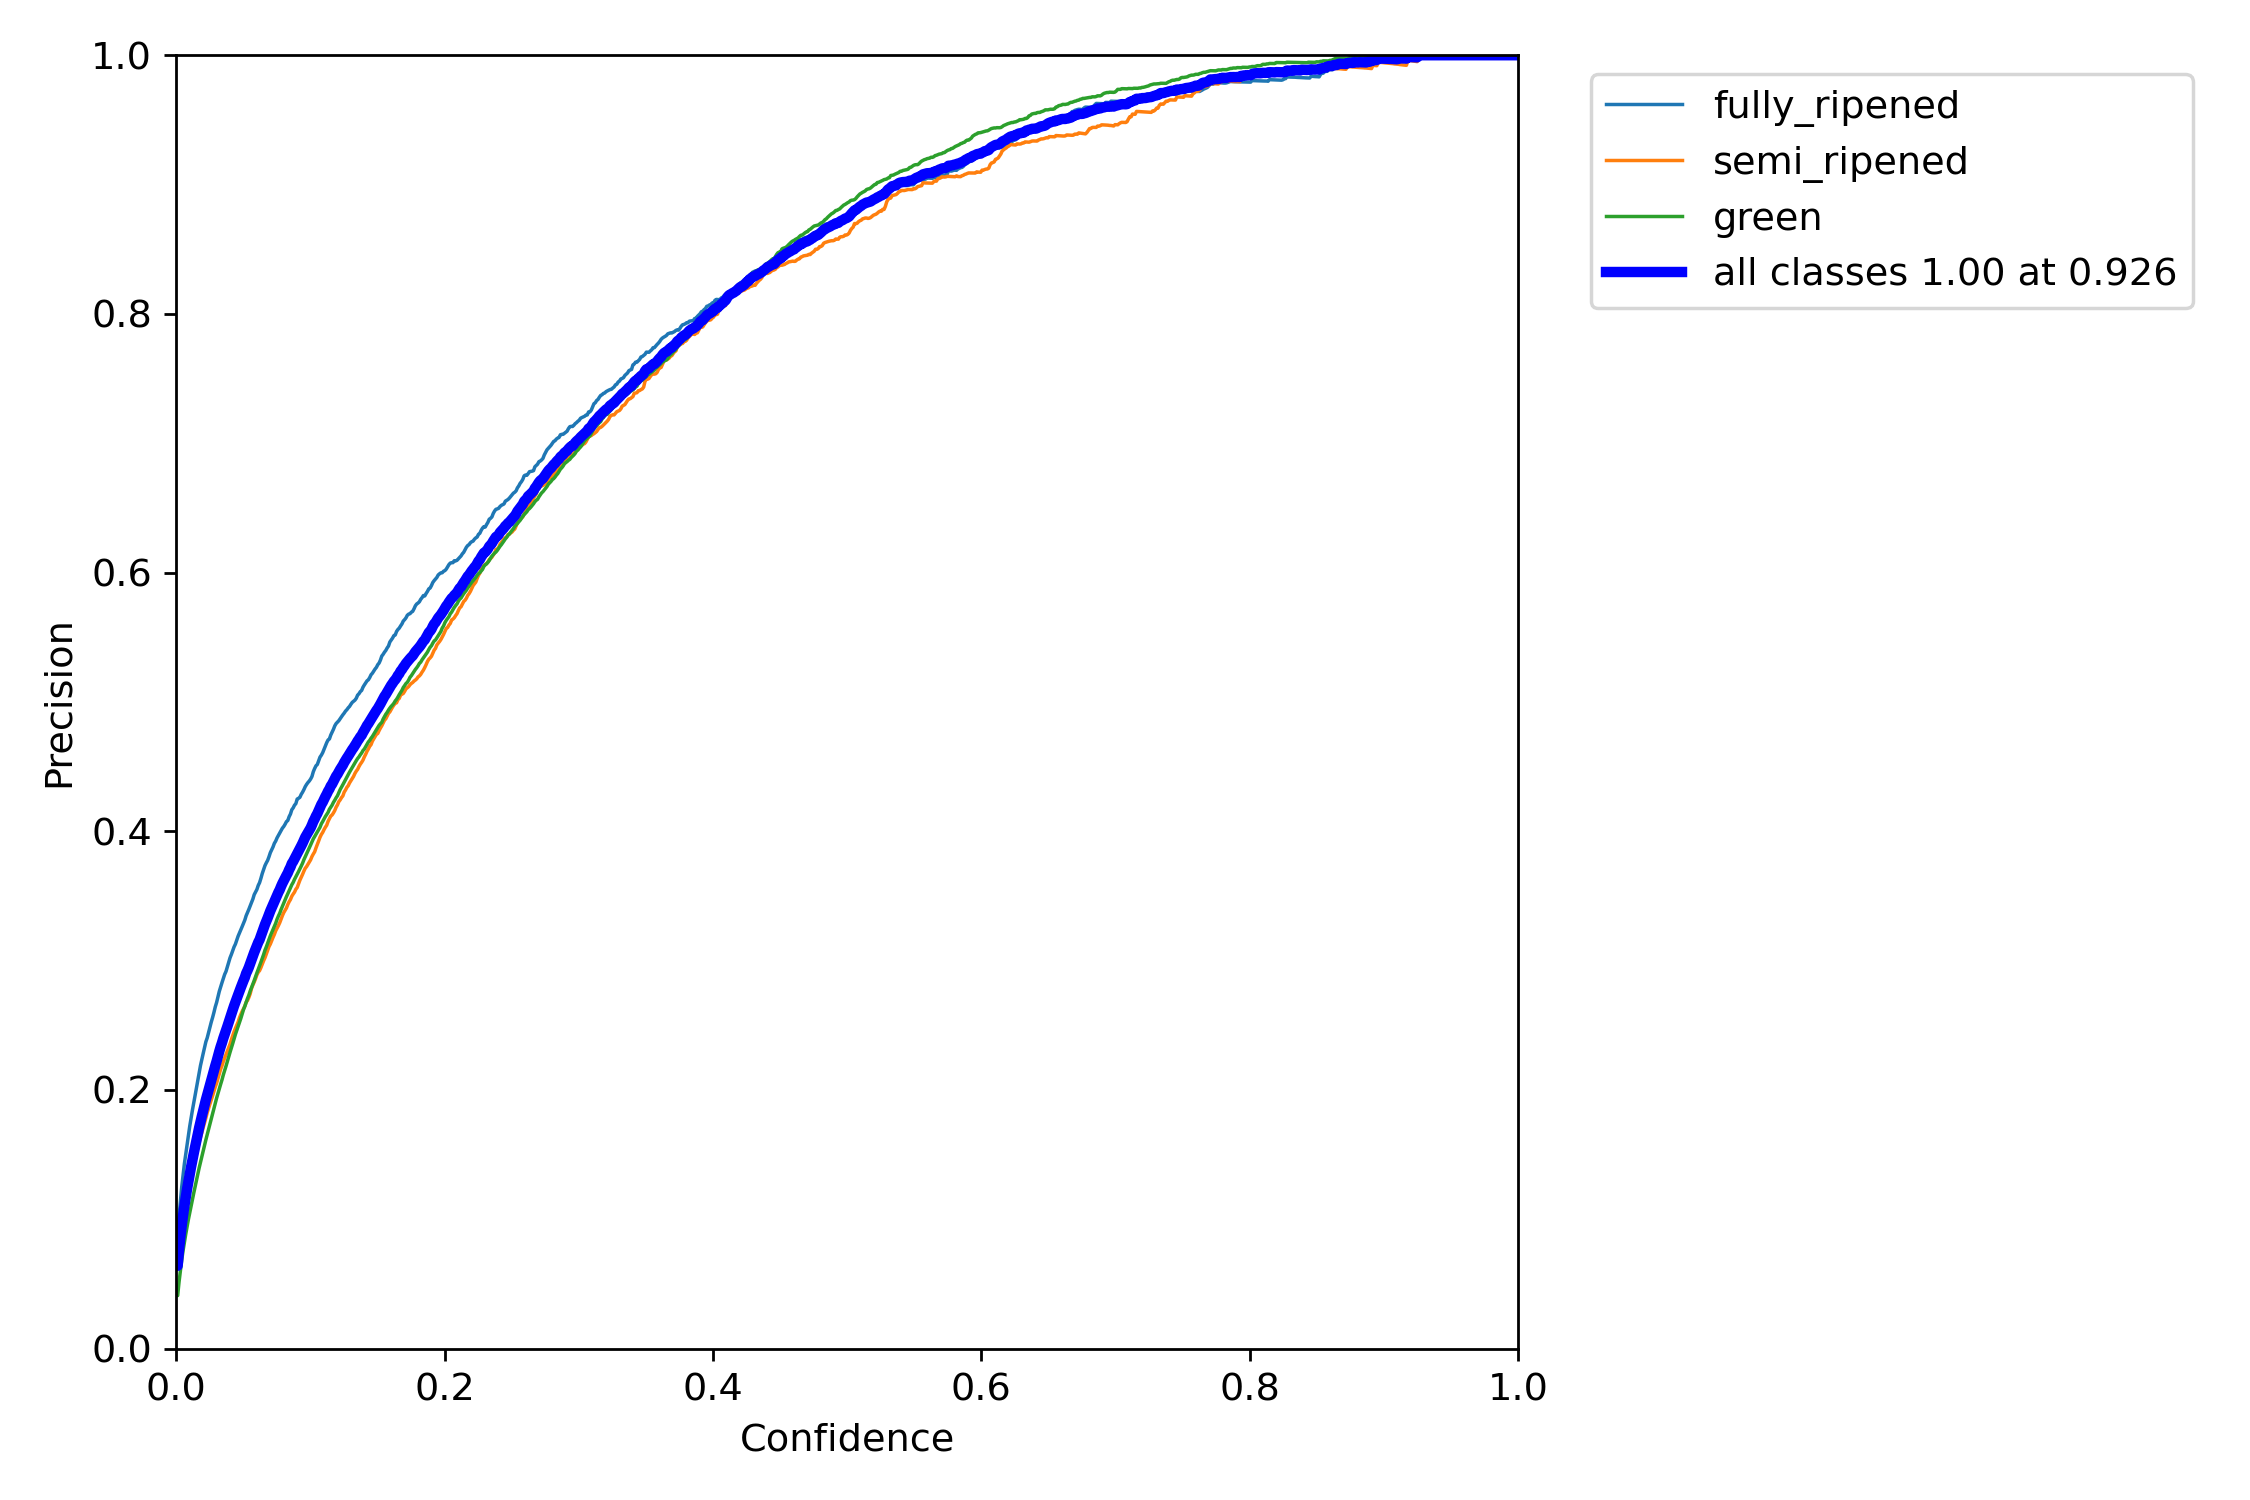 1.0
0.8
0.6
0.4
0.2
0.0
Precision
0.0 0.2 0.4 0.6 0.8 1.0
Confidence
fully_ripened
semi_ripened
green
all classes 1.00 at 0.926